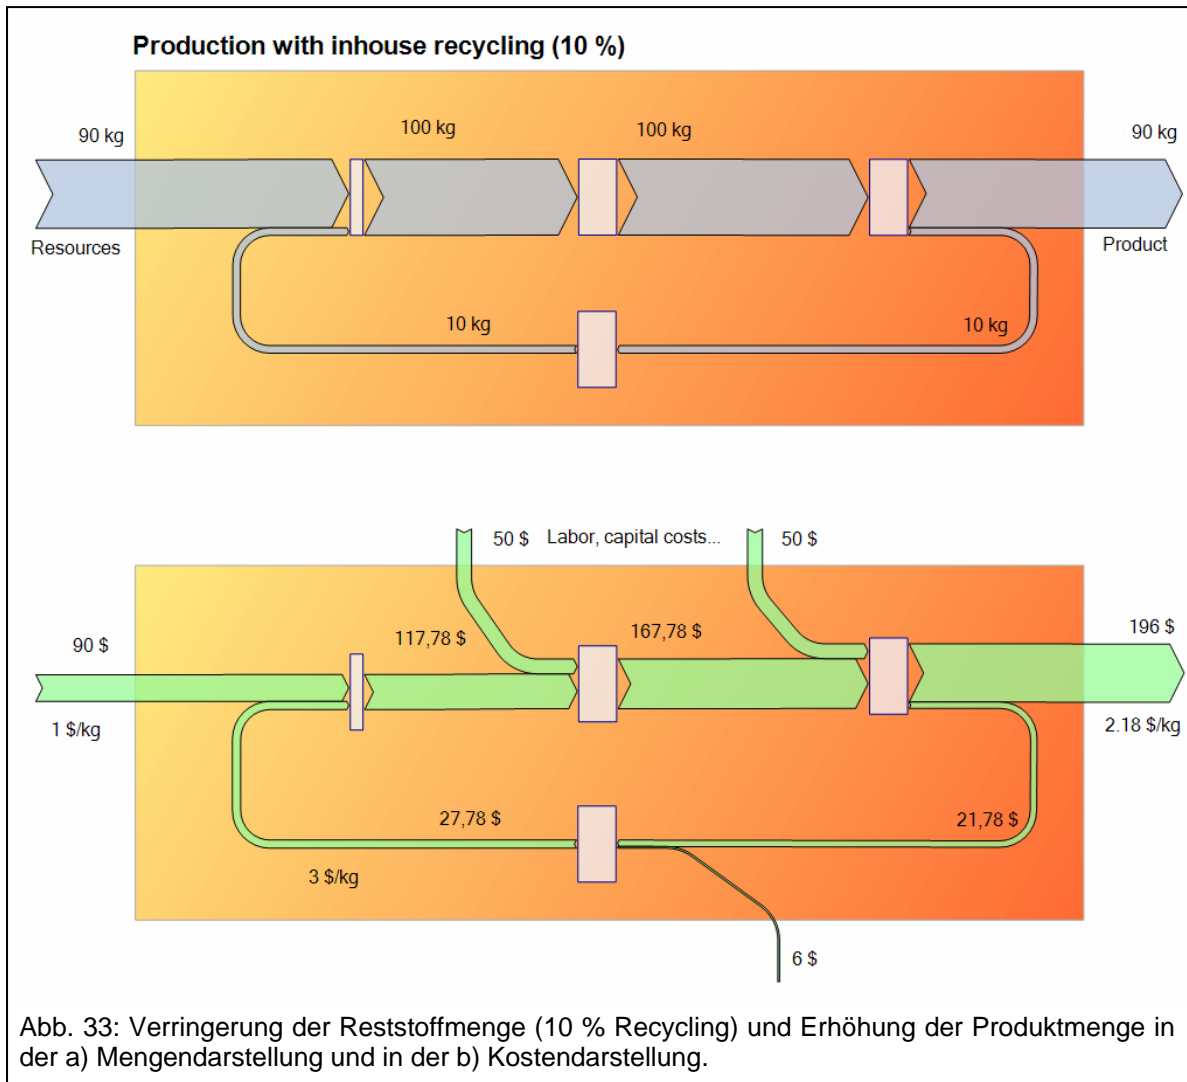 Production with inhouse recycling (10 %)
90 kg
100 kg
100 kg
90 kg
Resources
Product
10 kg
10 kg
50 $
Labor, capital costs...
50 $
90 $
117,78 $
167,78 $
196 $
1 $/kg
2.18 $/kg
27,78 $
21,78 $
3 $/kg
6 $
Abb. 33: Verringerung der Reststoffmenge (10 % Recycling) und Erhöhung der Produktmenge in
der a) Mengendarstellung und in der b) Kostendarstellung.